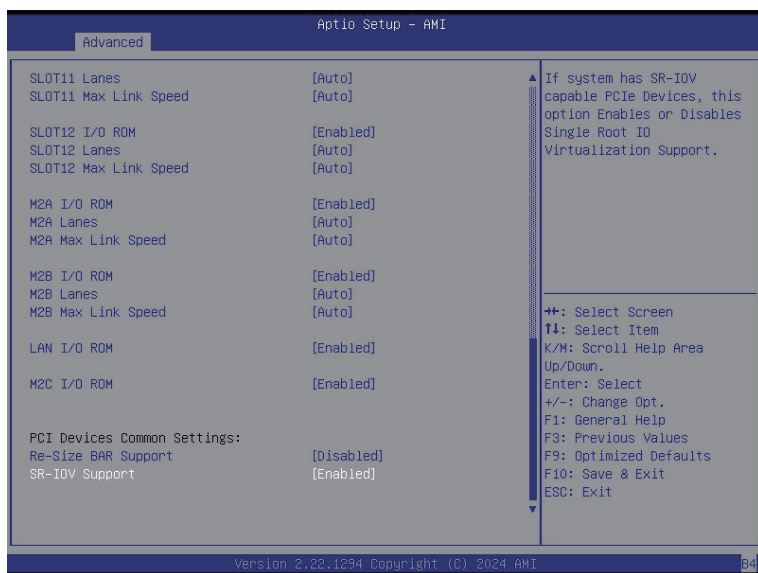 Aptio Setup – AMI
Advanced
SLOT11 Lanes [Auto]
SLOT11 Max Link Speed [Auto]
SLOT12 I/O ROM [Enabled]
SLOT12 Lanes [Auto]
SLOT12 Max Link Speed [Auto]
M2A I/O ROM [Enabled]
M2A Lanes [Auto]
M2A Max Link Speed [Auto]
M2B I/O ROM [Enabled]
M2B Lanes [Auto]
M2B Max Link Speed [Auto]
LAN I/O ROM [Enabled]
M2C I/O ROM [Enabled]
PCI Devices Common Settings:
Re-Size BAR Support [Disabled]
SR-IOV Support [Enabled]
If system has SR-IOV
capable PCIe Devices, this
option Enables or Disables
Single Root IO
Virtualization Support.
→←: Select Screen
↑↓: Select Item
K/M: Scroll Help Area
Up/Down.
Enter: Select
+/-: Change Opt.
F1: General Help
F3: Previous Values
F9: Optimized Defaults
F10: Save & Exit
ESC: Exit
Version 2.22.1294 Copyright (C) 2024 AMI
B4